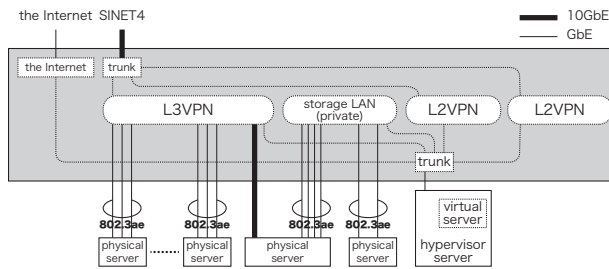 the Internet SINET4
10GbE
GbE
the Internet
trunk
L3VPN
storage LAN
(private)
L2VPN
L2VPN
trunk
802.3ae
802.3ae
802.3ae
802.3ae
virtual
server
physical
server
physical
server
physical
server
physical
server
hypervisor
server